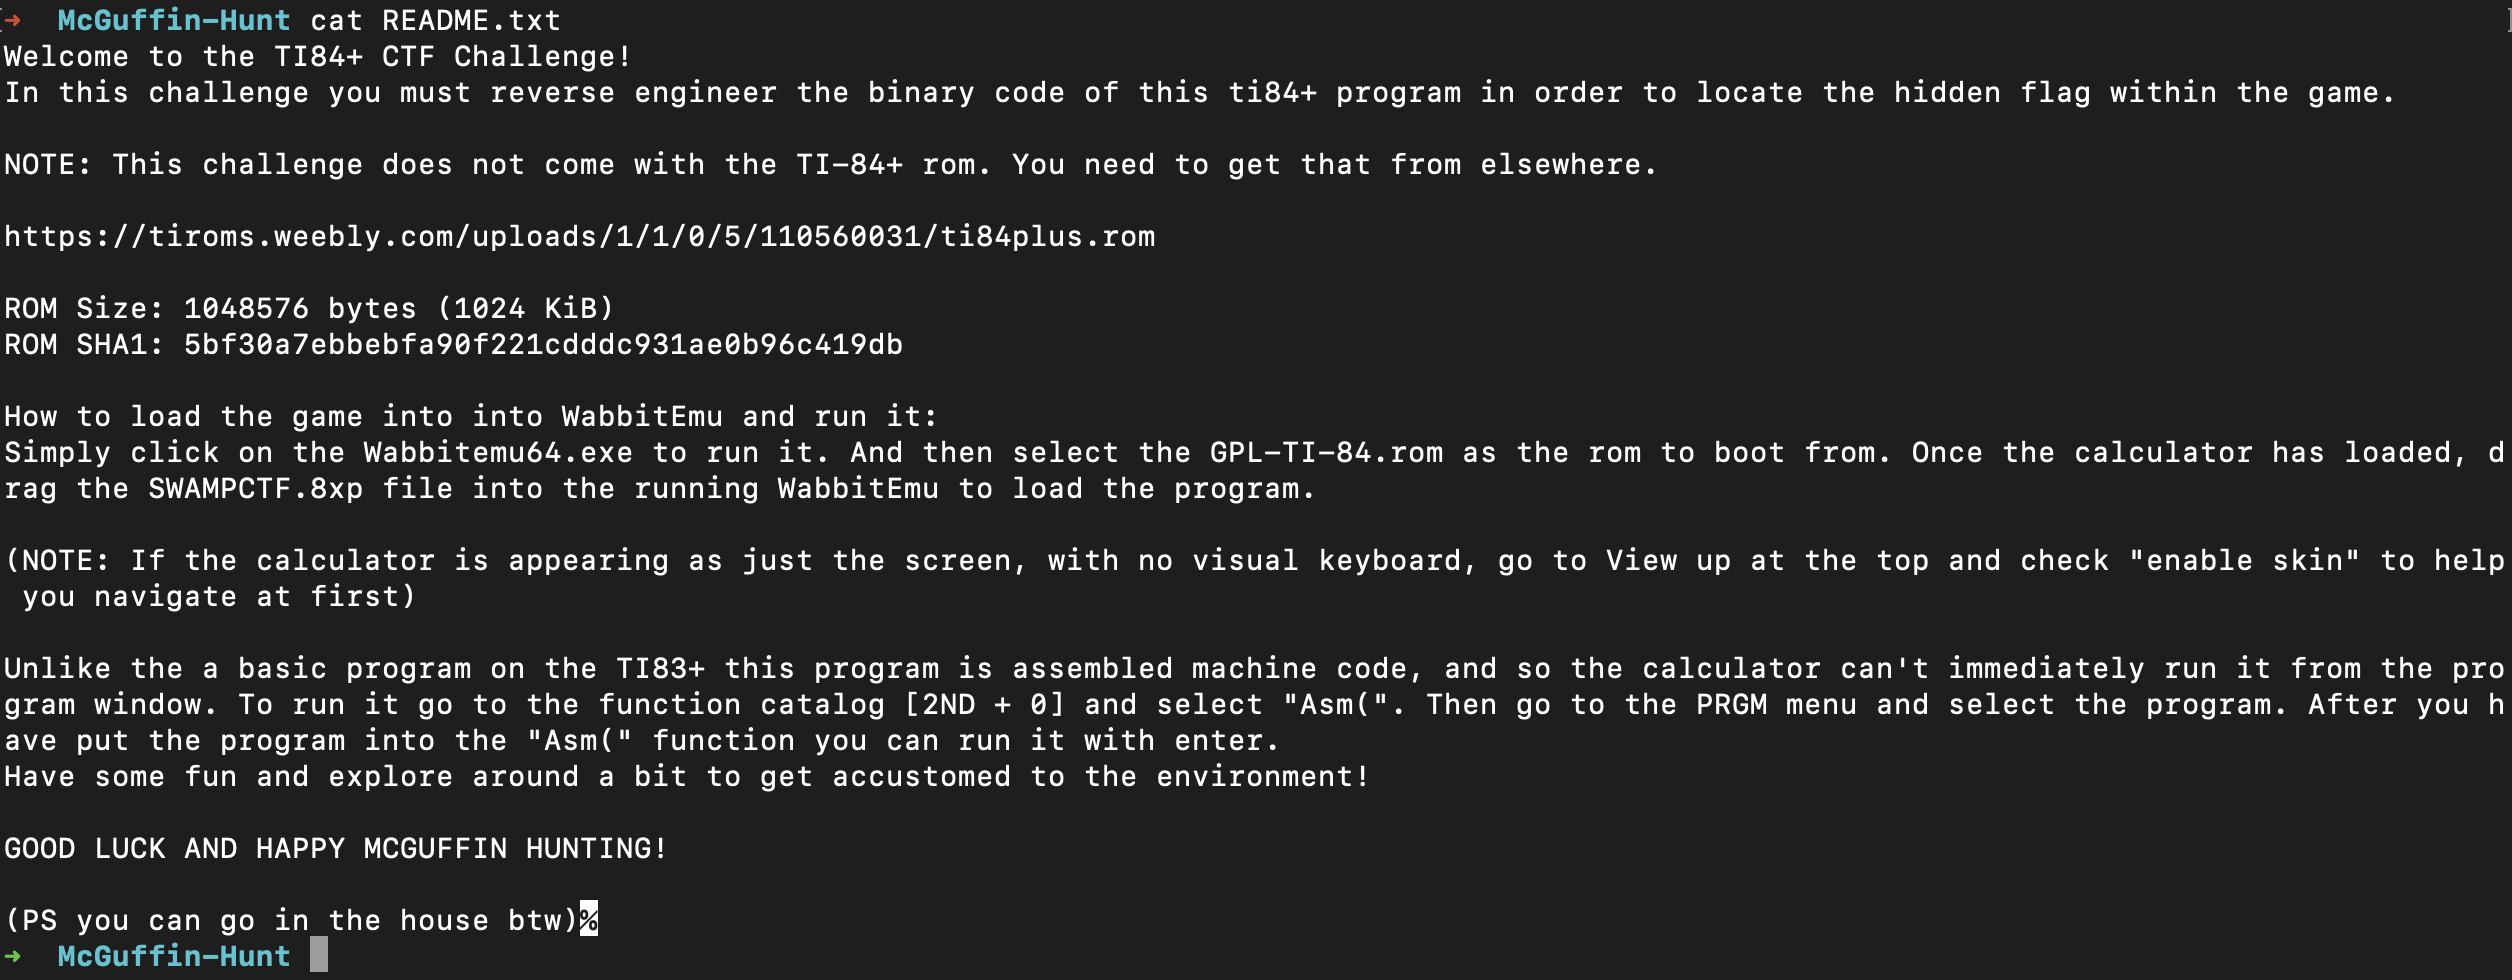 ➜  McGuffin-Hunt cat README.txt
Welcome to the TI84+ CTF Challenge!
In this challenge you must reverse engineer the binary code of this ti84+ program in order to locate the hidden flag within the game.
NOTE: This challenge does not come with the TI-84+ rom. You need to get that from elsewhere.
https://tiroms.weebly.com/uploads/1/1/0/5/110560031/ti84plus.rom
ROM Size: 1048576 bytes (1024 KiB)
ROM SHA1: 5bf30a7ebbebfa90f221cdddc931ae0b96c419db
How to load the game into into WabbitEmu and run it:
Simply click on the Wabbitemu64.exe to run it. And then select the GPL-TI-84.rom as the rom to boot from. Once the calculator has loaded, d
rag the SWAMPCTF.8xp file into the running WabbitEmu to load the program.
(NOTE: If the calculator is appearing as just the screen, with no visual keyboard, go to View up at the top and check "enable skin" to help
 you navigate at first)
Unlike the a basic program on the TI83+ this program is assembled machine code, and so the calculator can't immediately run it from the pro
gram window. To run it go to the function catalog [2ND + 0] and select "Asm(". Then go to the PRGM menu and select the program. After you h
ave put the program into the "Asm(" function you can run it with enter.
Have some fun and explore around a bit to get accustomed to the environment!
GOOD LUCK AND HAPPY MCGUFFIN HUNTING!
(PS you can go in the house btw)%
➜  McGuffin-Hunt